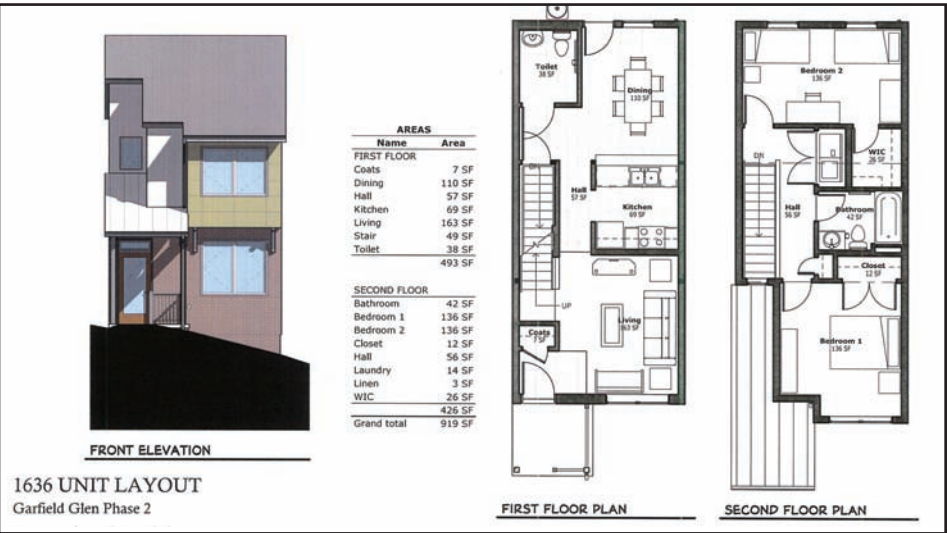 AREAS
Name Area
FIRST FLOOR
Coats 7 SF
Dining 110 SF
Hall 57 SF
Kitchen 69 SF
Living 163 SF
Stair 49 SF
Toilet 38 SF
493 SF
SECOND FLOOR
Bathroom 42 SF
Bedroom 1 136 SF
Bedroom 2 136 SF
Closet 12 SF
Hall 56 SF
Laundry 14 SF
Linen 3 SF
WIC 26 SF
426 SF
Grand total 919 SF
FRONT ELEVATION
1636 UNIT LAYOUT
Garfield Glen Phase 2
Toilet
38 SF
Dining
110 SF
Hall
57 SF
Kitchen
69 SF
UP
Living
163 SF
Coats
7 SF
FIRST FLOOR PLAN
Bedroom 2
136 SF
DN
WIC
26 SF
Hall
56 SF
Bathroom
42 SF
Closet
12 SF
Bedroom 1
136 SF
SECOND FLOOR PLAN